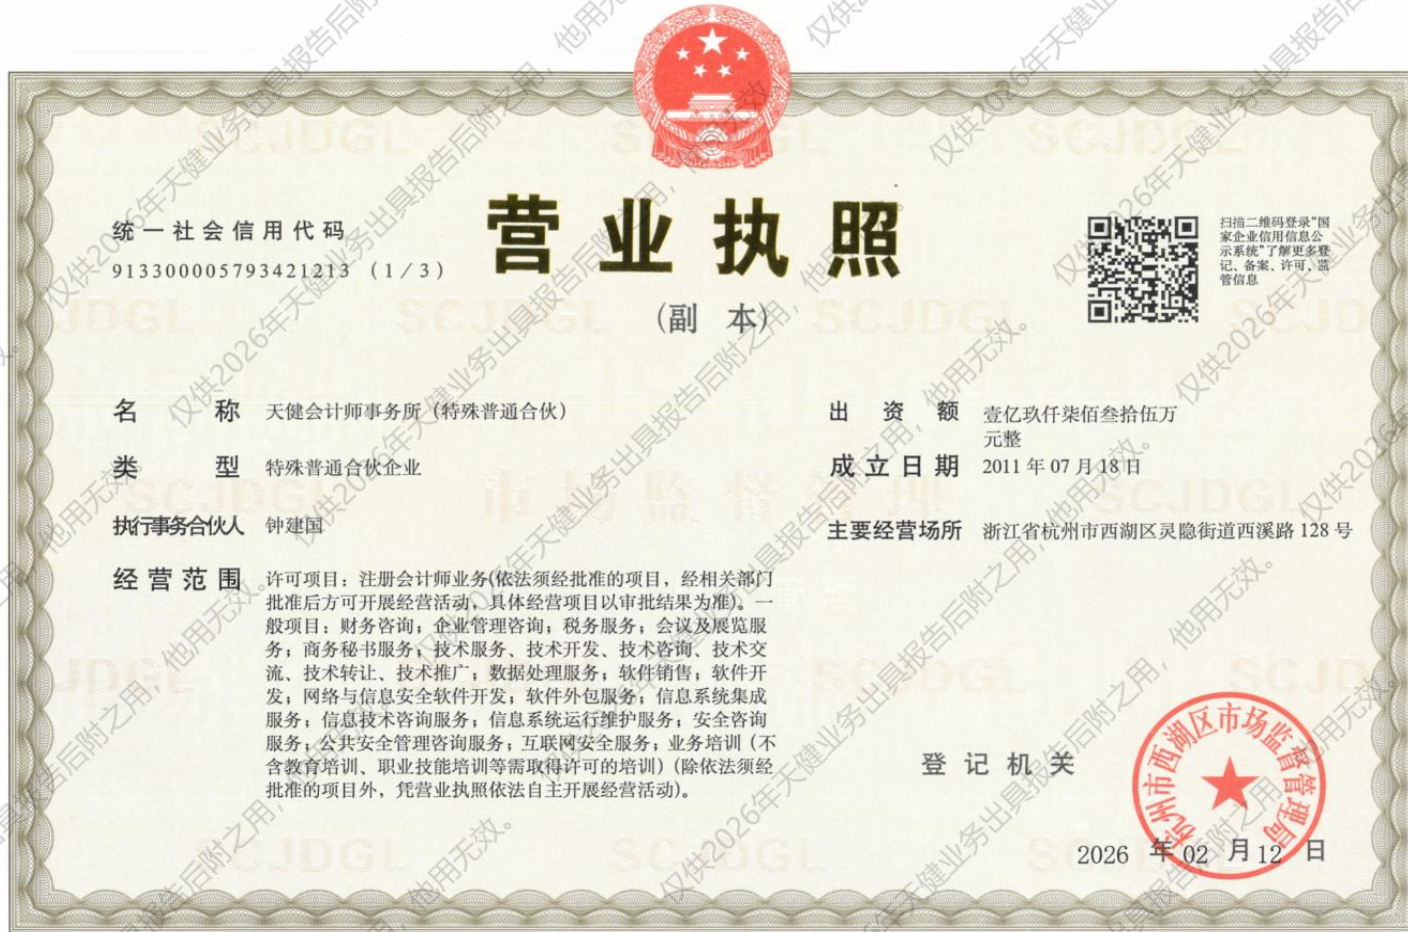 统一社会信用代码
913300005793421213 (1/3)
营业执照
(副 本)
扫描二维码登录“国
家企业信用信息公
示系统”了解更多登
记、备案、许可、监
管信息
名 称 天健会计师事务所（特殊普通合伙）
类 型 特殊普通合伙企业
执行事务合伙人 钟建国
经营范围 许可项目：注册会计师业务(依法须经批准的项目，经相关部门
批准后方可开展经营活动，具体经营项目以审批结果为准)。一
般项目：财务咨询；企业管理咨询；税务服务；会议及展览服
务；商务秘书服务；技术服务、技术开发、技术咨询、技术交
流、技术转让、技术推广；数据处理服务；软件销售；软件开
发；网络与信息安全软件开发；软件外包服务；信息系统集成
服务；信息技术咨询服务；信息系统运行维护服务；安全咨询
服务；公共安全管理咨询服务；互联网安全服务；业务培训（不
含教育培训、职业技能培训等需取得许可的培训）(除依法须经
批准的项目外，凭营业执照依法自主开展经营活动)。
出 资 额 壹亿玖仟柒佰叁拾伍万
元整
成立日期 2011 年 07 月 18 日
主要经营场所 浙江省杭州市西湖区灵隐街道西溪路 128 号
登记机关
杭州市西湖区市场监督管理局
2026 年 02 月 12 日
仅供2026年天健业务出具报告后附之用，他用无效。
SCJDGL
市场监督管理